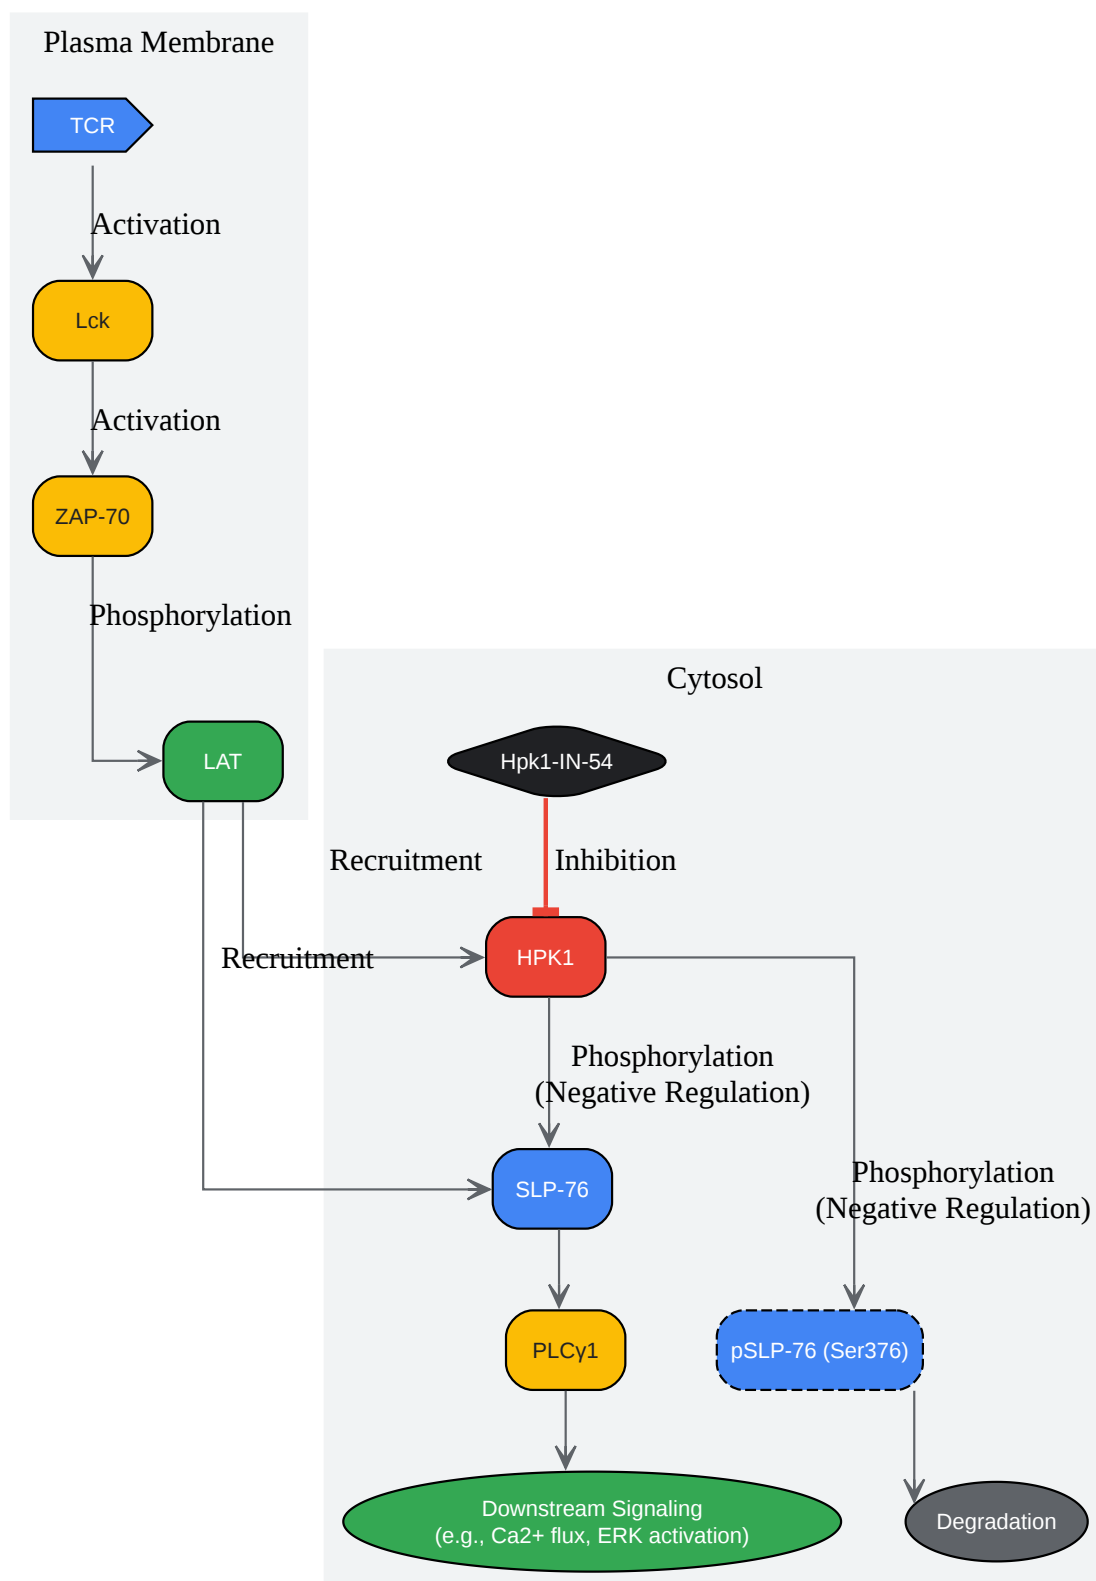 Plasma Membrane
TCR
Activation
Lck
Activation
ZAP-70
Phosphorylation
Cytosol
LAT
Hpk1-IN-54
Recruitment
Inhibition
Recruitment
HPK1
Phosphorylation
(Negative Regulation)
Phosphorylation
(Negative Regulation)
SLP-76
PLCγ1
pSLP-76 (Ser376)
Downstream Signaling
(e.g., Ca2+ flux, ERK activation)
Degradation